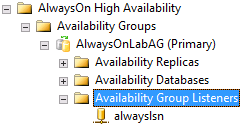 AlwaysOn High Availability
Availability Groups
AlwaysOnLabAG (Primary)
Availability Replicas
Availability Databases
Availability Group Listeners
alwayslsn